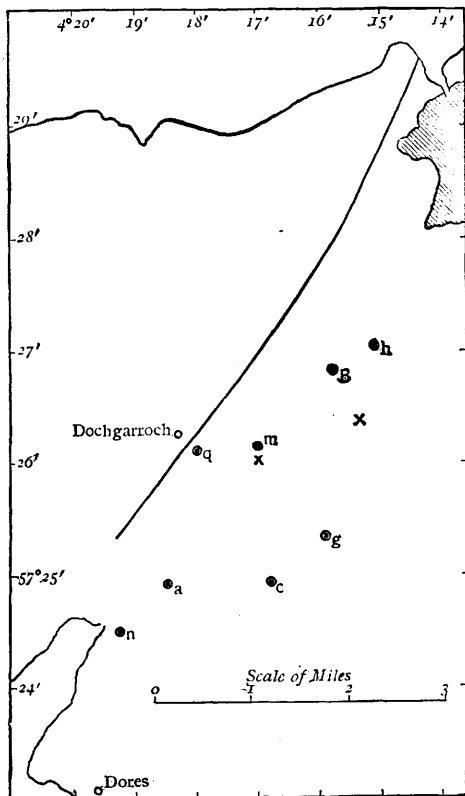 4°20' 19' 18' 17' 16' 15' 14'
29'
28'
27'
h
B
x
Dochgarroch
m
q
x
26'
g
57°25'
a
c
n
Scale of Miles
24'
0 1 2 3
Dores